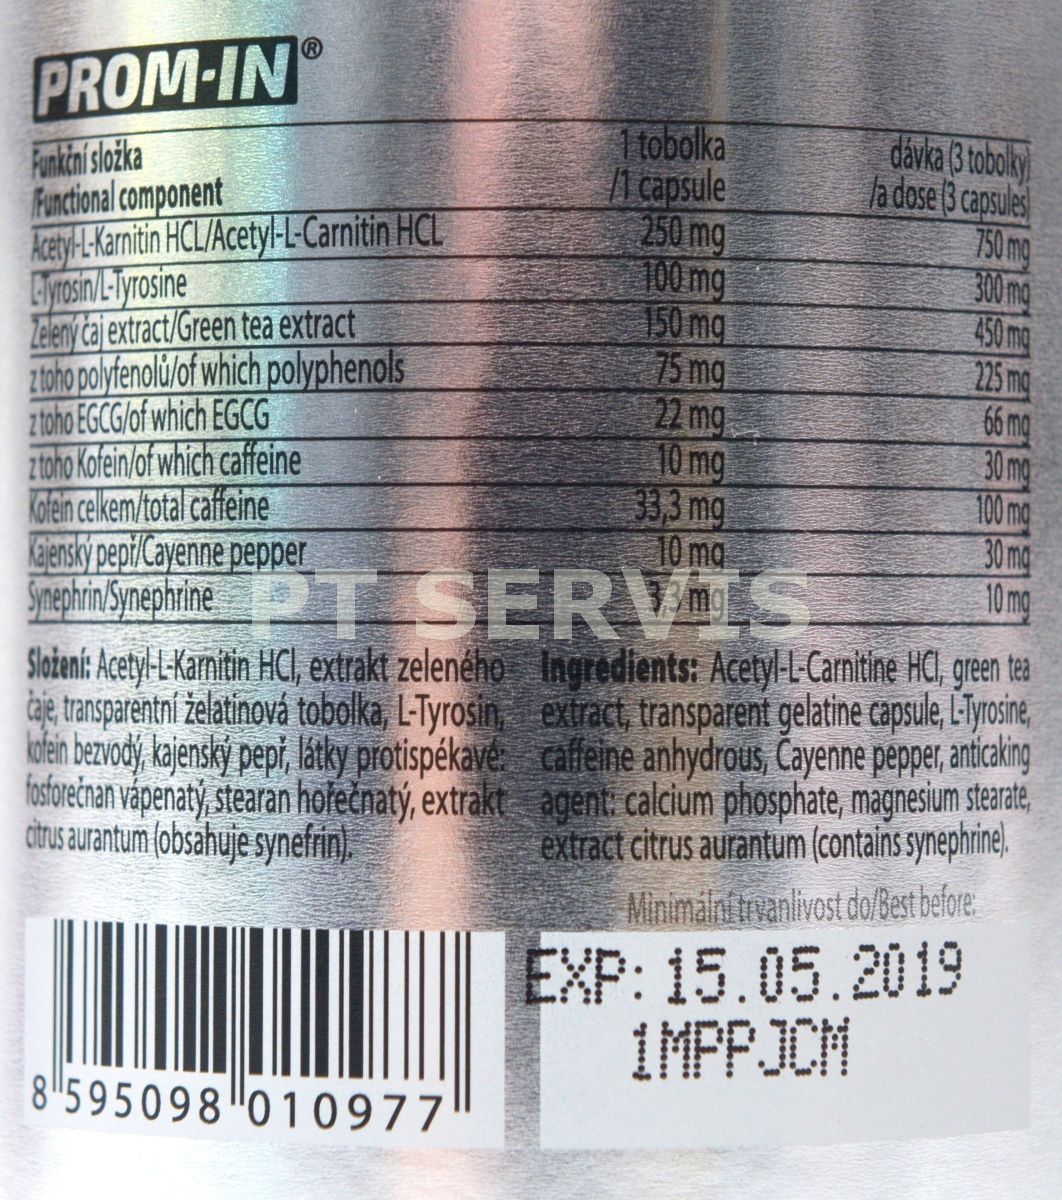 PROM-IN®
Funkční složka 1 tobolka dávka (3 tobolky)
/Functional component /1 capsule /a dose (3 capsules)
Acetyl-L-Karnitin HCL/Acetyl-L-Carnitin HCL 250 mg 750 mg
L-Tyrosin/L-Tyrosine 100 mg 300 mg
Zelený čaj extract/Green tea extract 150 mg 450 mg
z toho polyfenolů/of which polyphenols 75 mg 225 mg
z toho EGCG/of which EGCG 22 mg 66 mg
z toho Kofein/of which caffeine 10 mg 30 mg
Kofein celkem/total caffeine 33,3 mg 100 mg
Kajenský pepř/Cayenne pepper 10 mg 30 mg
Synephrin/Synephrine 3,3 mg 10 mg
PT SERVIS
Složení: Acetyl-L-Karnitin HCl, extrakt zeleného
čaje, transparentní želatinová tobolka, L-Tyrosin,
kofein bezvodý, kajenský pepř, látky protispékavé:
fosforečnan vápenatý, stearan hořečnatý, extrakt
citrus aurantum (obsahuje synefrin).
Ingredients: Acetyl-L-Carnitine HCl, green tea
extract, transparent gelatine capsule, L-Tyrosine,
caffeine anhydrous, Cayenne pepper, anticaking
agent: calcium phosphate, magnesium stearate,
extract citrus aurantum (contains synephrine).
Minimální trvanlivost do/Best before:
EXP: 15.05.2019
1MPPJCM
8 595098 010977